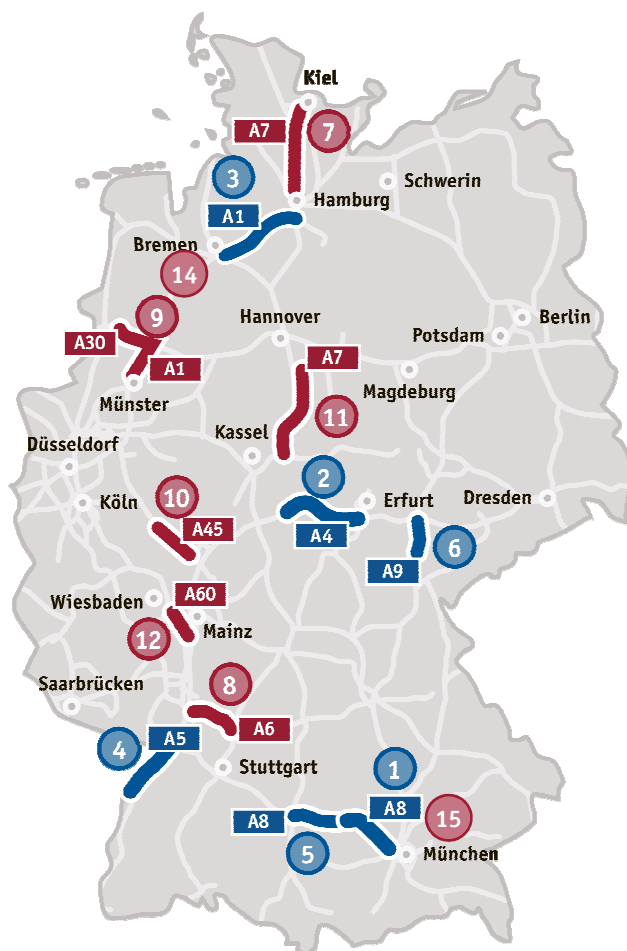 Kiel
A7
7
3
Schwerin
Hamburg
A1
Bremen
14
9
Hannover
Berlin
Potsdam
A30
A7
A1
Magdeburg
Münster
11
Kassel
Düsseldorf
2
10
Köln
Erfurt
Dresden
A45
A4
6
A9
A60
Wiesbaden
Mainz
12
Saarbrücken
8
A6
A5
4
Stuttgart
1
A8
A8
15
5
München